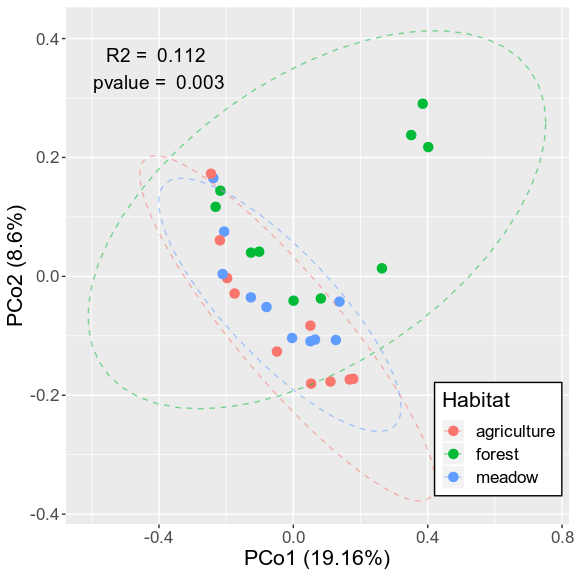 R2 = 0.112
pvalue = 0.003
0.4
0.2
0.0
-0.2
-0.4
PCo2 (8.6%)
Habitat
agriculture
forest
meadow
-0.4 0.0 0.4 0.8
PCo1 (19.16%)